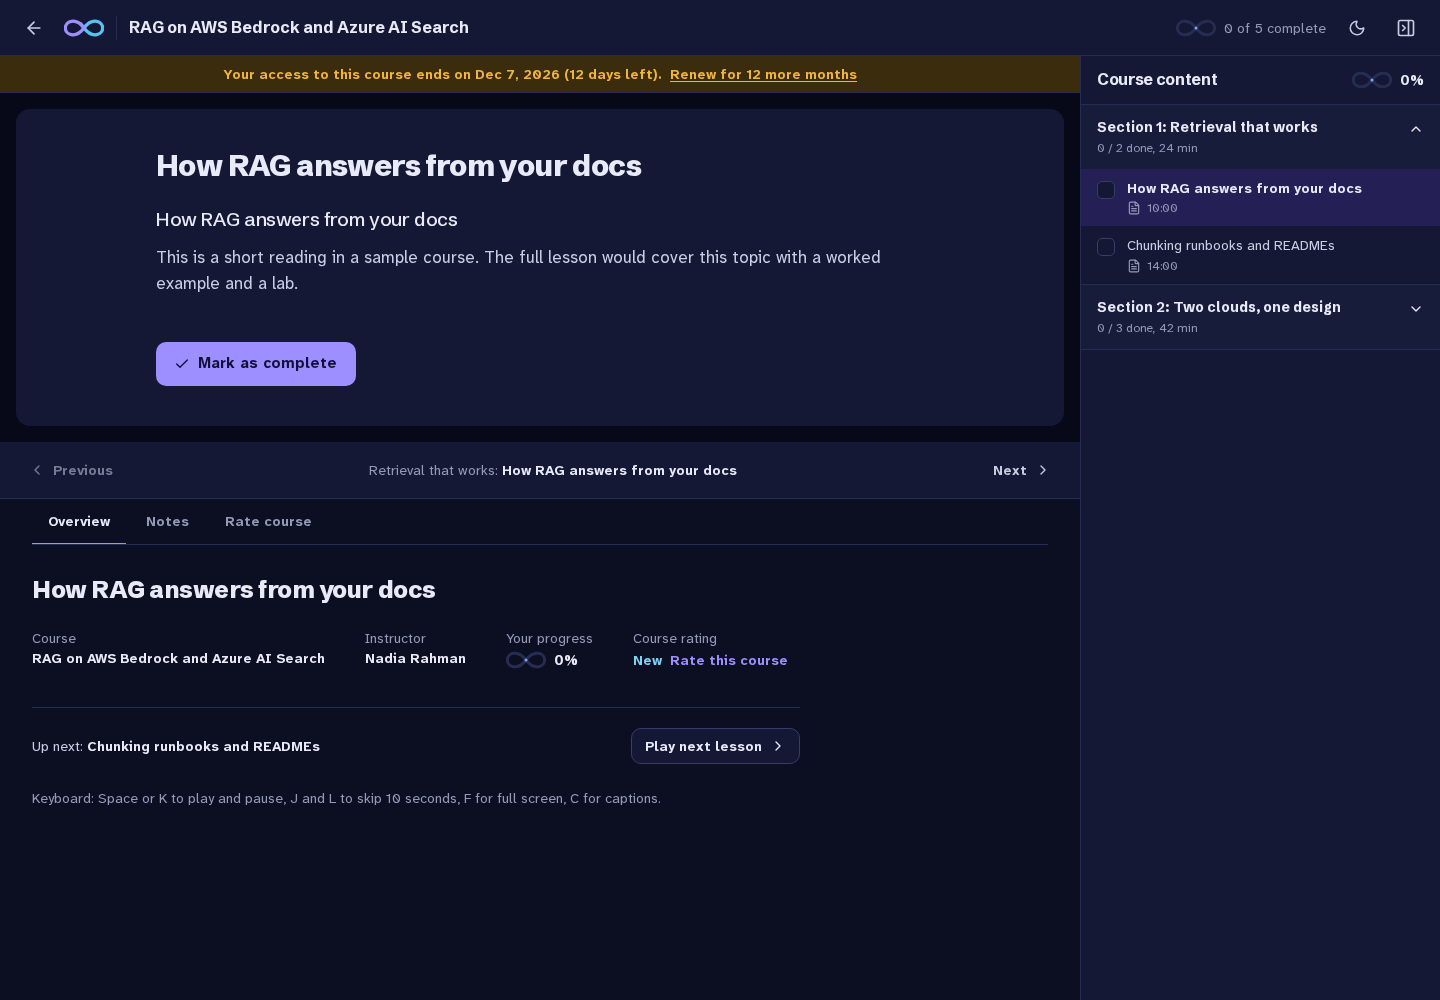 RAG on AWS Bedrock and Azure AI Search
0 of 5 complete
Your access to this course ends on Dec 7, 2026 (12 days left). Renew for 12 more months
How RAG answers from your docs
How RAG answers from your docs
This is a short reading in a sample course. The full lesson would cover this topic with a worked
example and a lab.
Mark as complete
Previous
Retrieval that works: How RAG answers from your docs
Next
Overview
Notes
Rate course
How RAG answers from your docs
Course
RAG on AWS Bedrock and Azure AI Search
Instructor
Nadia Rahman
Your progress
0%
Course rating
New Rate this course
Up next: Chunking runbooks and READMEs
Play next lesson
Keyboard: Space or K to play and pause, J and L to skip 10 seconds, F for full screen, C for captions.
Course content
0%
Section 1: Retrieval that works
0 / 2 done, 24 min
How RAG answers from your docs
10:00
Chunking runbooks and READMEs
14:00
Section 2: Two clouds, one design
0 / 3 done, 42 min